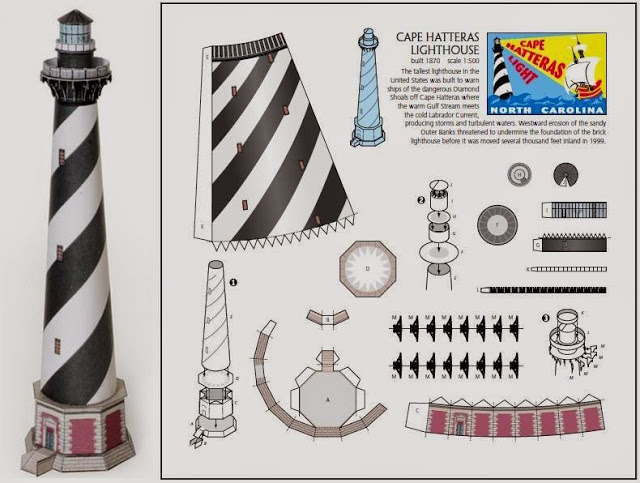 CAPE HATTERAS
LIGHTHOUSE
built 1870 scale 1:500
The tallest lighthouse in the
United States was built to warn
ships of the dangerous Diamond
Shoals off Cape Hatteras where
the warm Gulf Stream meets
the cold Labrador Current,
producing storms and turbulent waters. Westward erosion of the sandy
Outer Banks threatened to undermine the foundation of the brick
lighthouse before it was moved several thousand feet inland in 1999.
CAPE
HATTERAS
LIGHT
NORTH CAROLINA
E
E
2
H
F
G
K
D
1
B
M M M M M M M M
M M M M M M M M
3
A
C